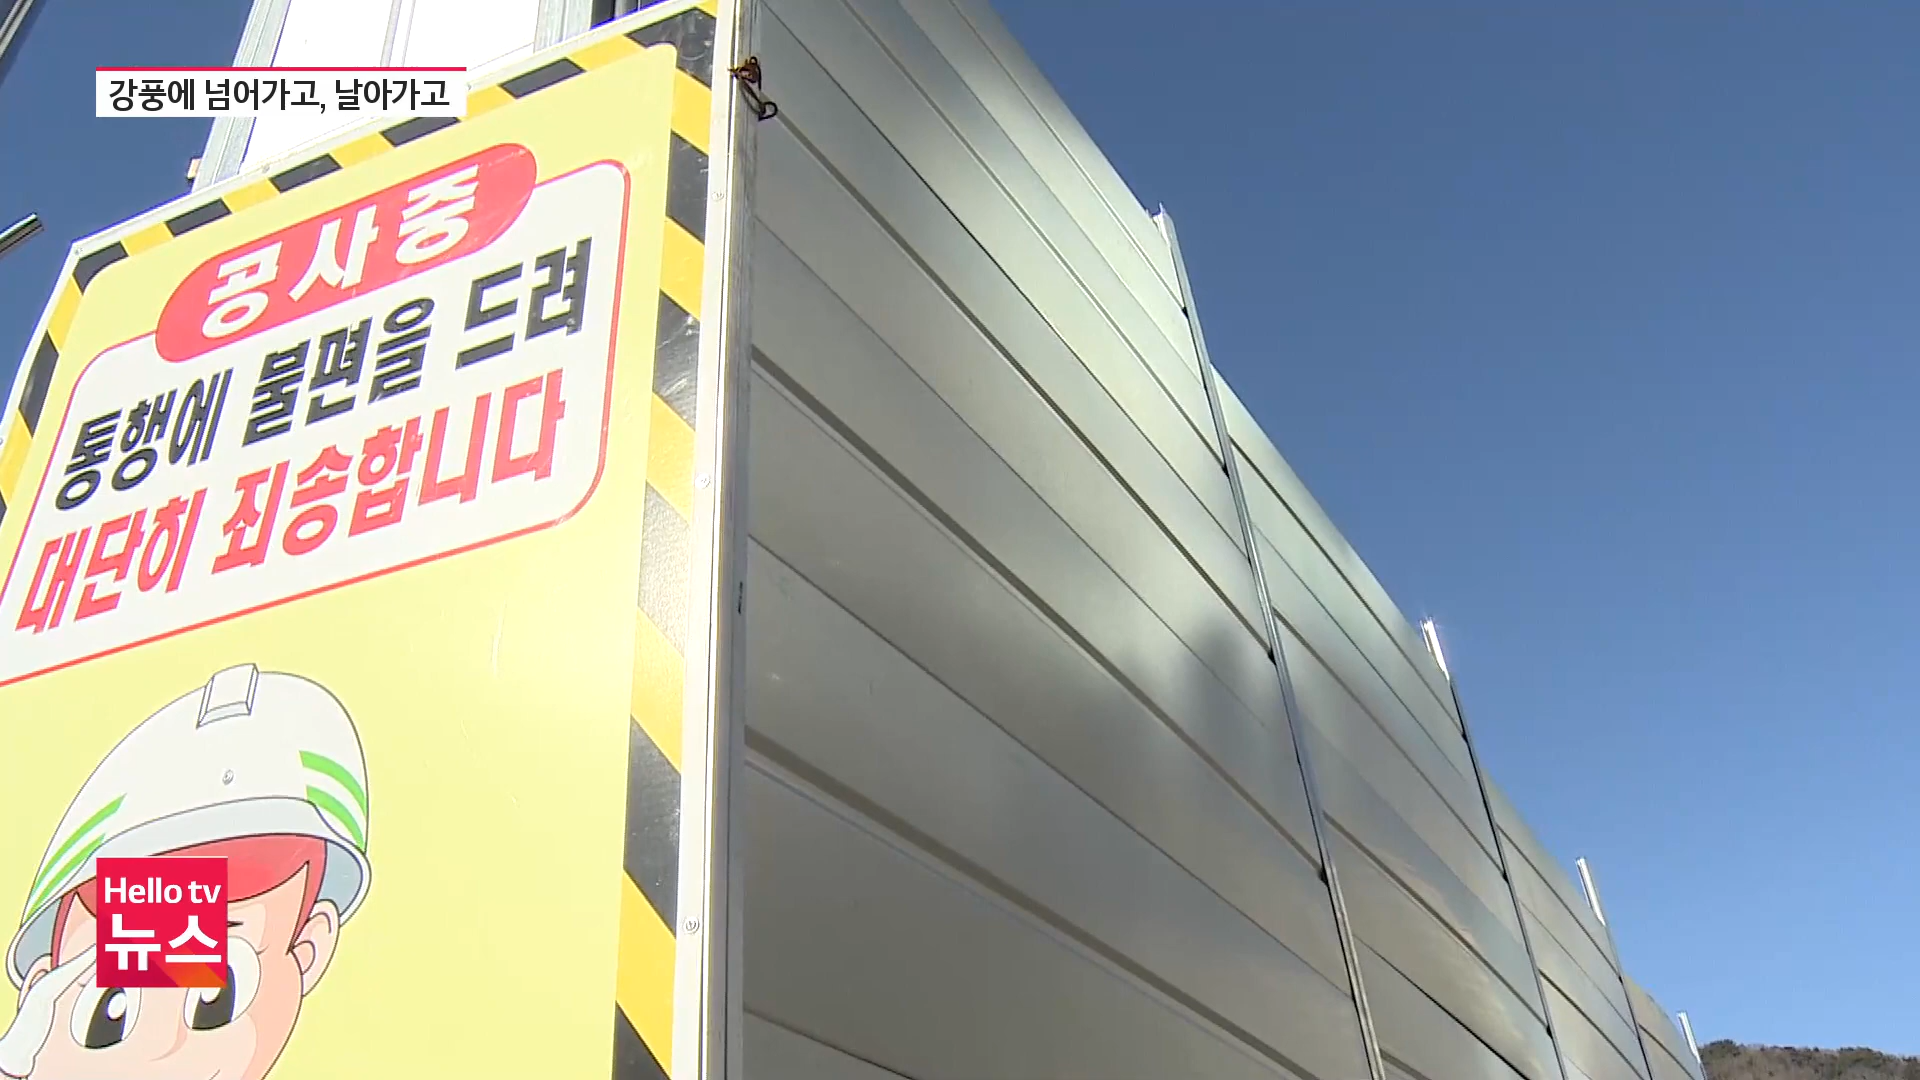 강풍에 넘어가고, 날아가고
공사중
통행에 불편을 드려
대단히 죄송합니다
Hello tv
뉴스